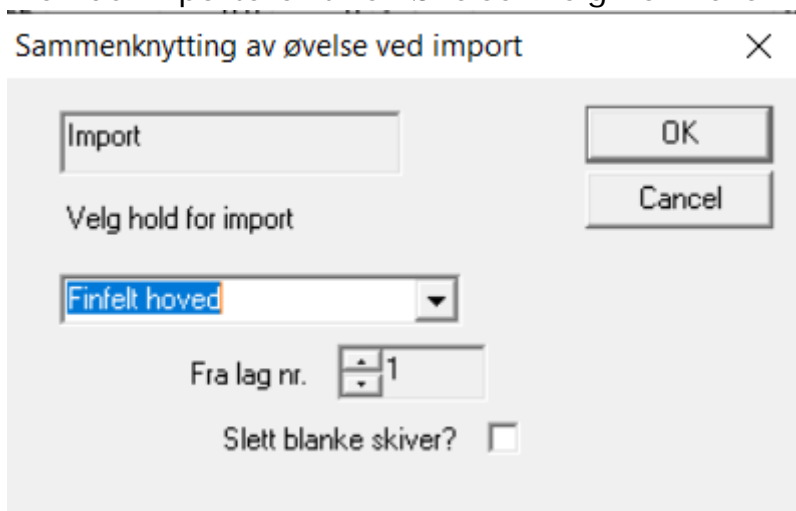 Sammenknytting av øvelse ved import
Import
OK
Cancel
Velg hold for import
Finfelt hoved
Fra lag nr. 1
Slett blanke skiver?